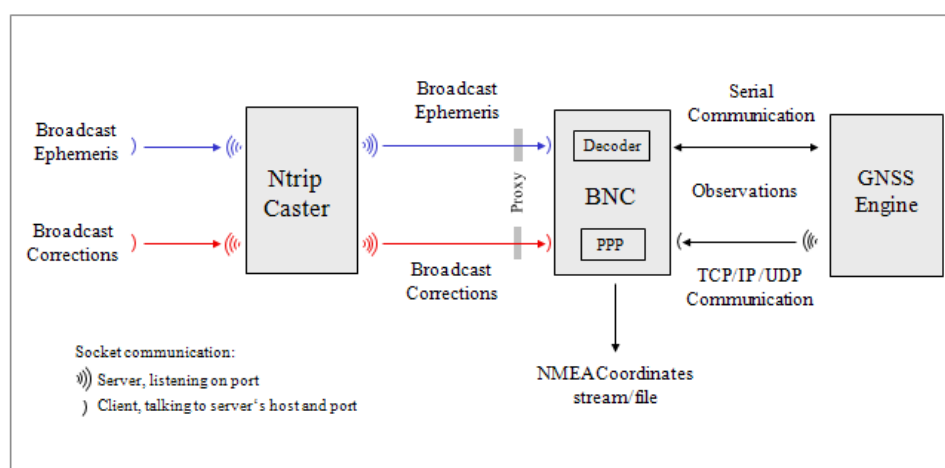 Broadcast
Ephemeris
Broadcast
Corrections
Ntrip
Caster
Broadcast
Ephemeris
Broadcast
Corrections
Proxy
Decoder
BNC
PPP
Serial
Communication
Observations
TCP/IP/UDP
Communication
GNSS
Engine
NMEA Coordinates
stream/file
Socket communication:
Server, listening on port
Client, talking to server's host and port